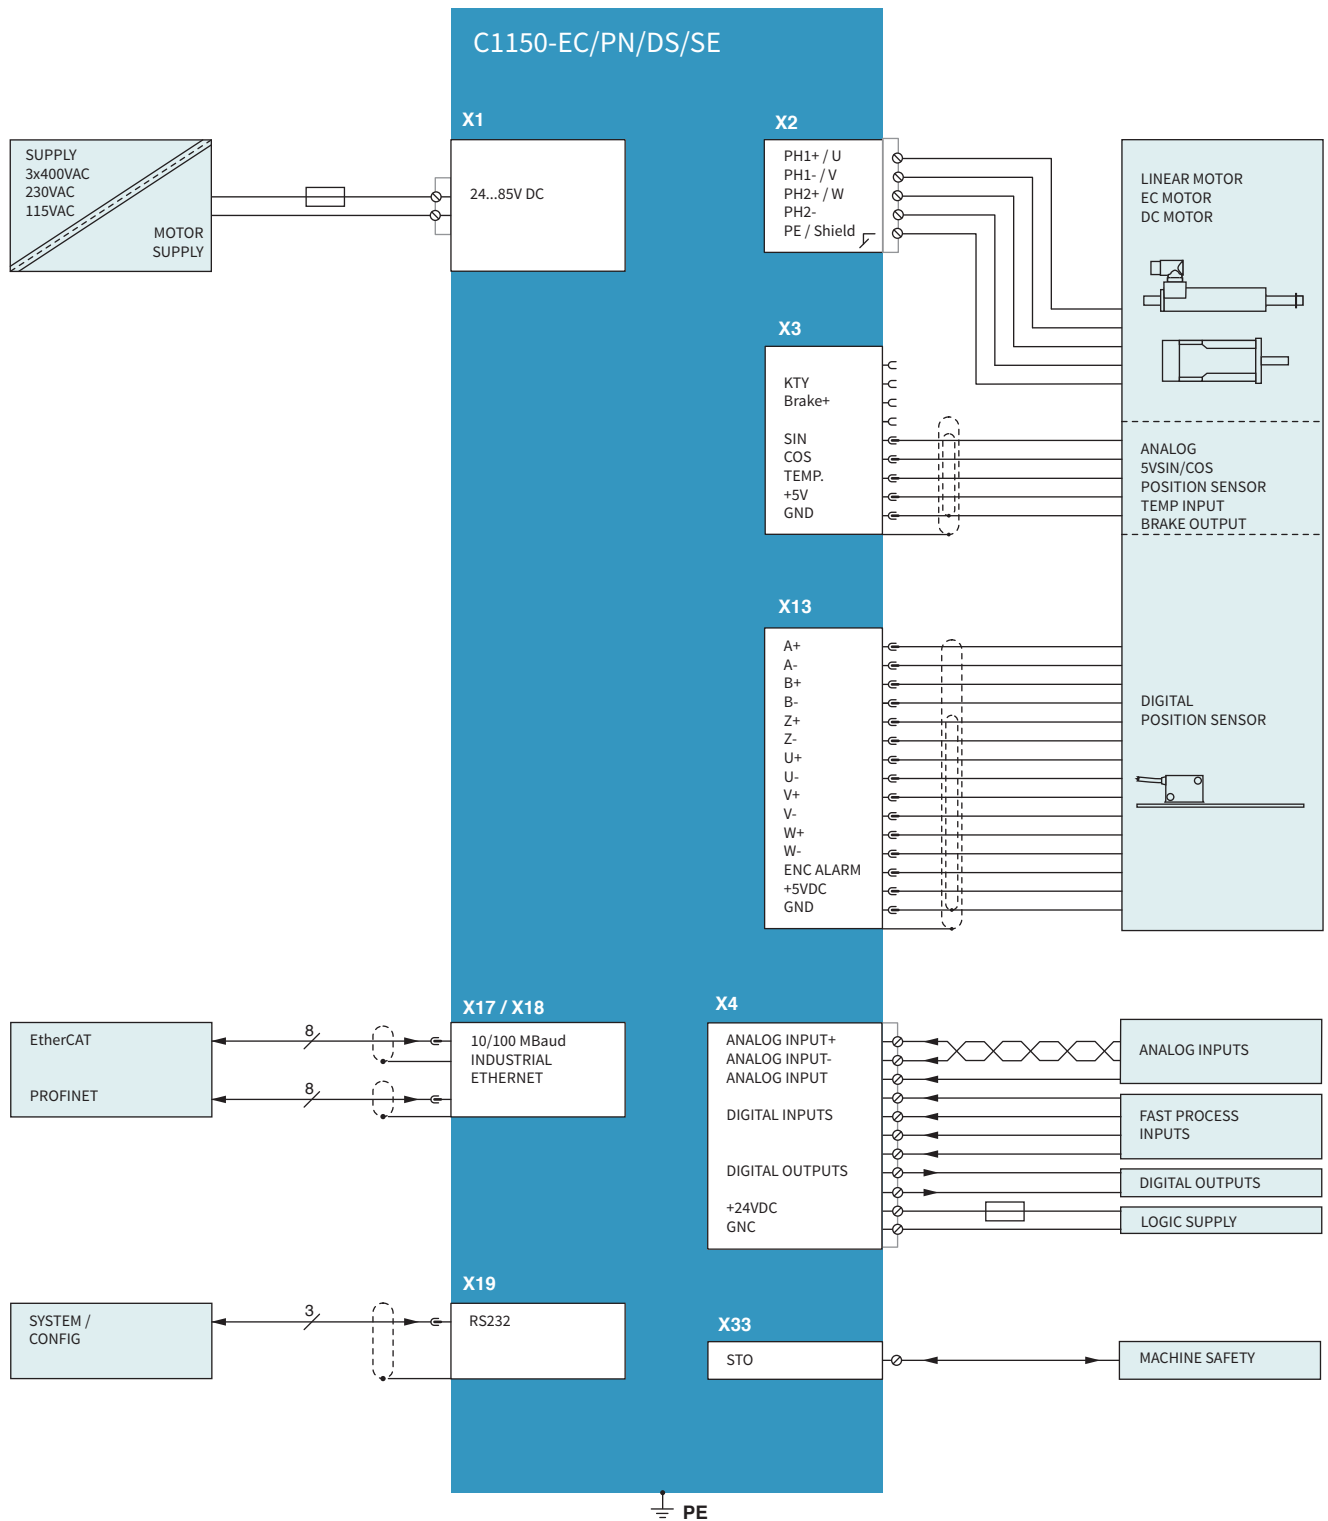 C1150-EC/PN/DS/SE
X1
SUPPLY
3x400VAC
230VAC
115VAC
MOTOR
SUPPLY
24...85V DC
X2
PH1+ / U
PH1- / V
PH2+ / W
PH2-
PE / Shield
LINEAR MOTOR
EC MOTOR
DC MOTOR
X3
KTY
Brake+
SIN
COS
TEMP.
+5V
GND
ANALOG
5VSIN/COS
POSITION SENSOR
TEMP INPUT
BRAKE OUTPUT
X13
A+
A-
B+
B-
Z+
Z-
U+
U-
V+
V-
W+
W-
ENC ALARM
+5VDC
GND
DIGITAL
POSITION SENSOR
X17 / X18
EtherCAT
8
PROFINET
8
10/100 MBaud
INDUSTRIAL
ETHERNET
X4
ANALOG INPUT+
ANALOG INPUT-
ANALOG INPUT
DIGITAL INPUTS
DIGITAL OUTPUTS
+24VDC
GNC
ANALOG INPUTS
FAST PROCESS
INPUTS
DIGITAL OUTPUTS
LOGIC SUPPLY
X19
SYSTEM /
CONFIG
3
RS232
X33
STO
MACHINE SAFETY
PE